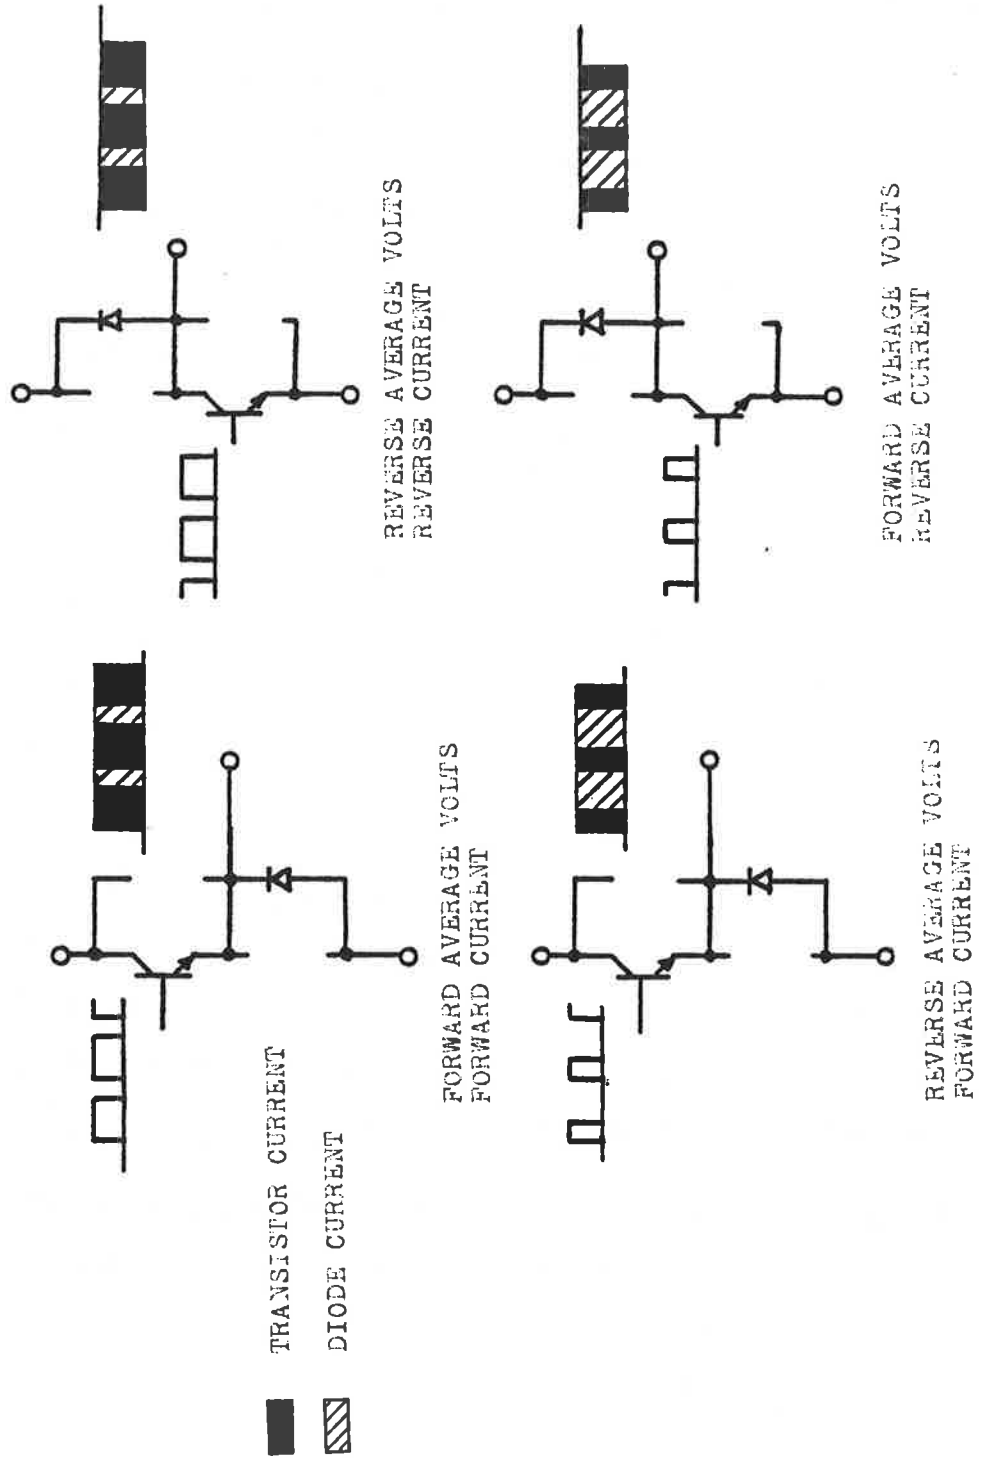 TRANSISTOR CURRENT
DIODE CURRENT
FORWARD AVERAGE VOLTS
FORWARD CURRENT
REVERSE AVERAGE VOLTS
REVERSE CURRENT
REVERSE AVERAGE VOLTS
FORWARD CURRENT
FORWARD AVERAGE VOLTS
REVERSE CURRENT